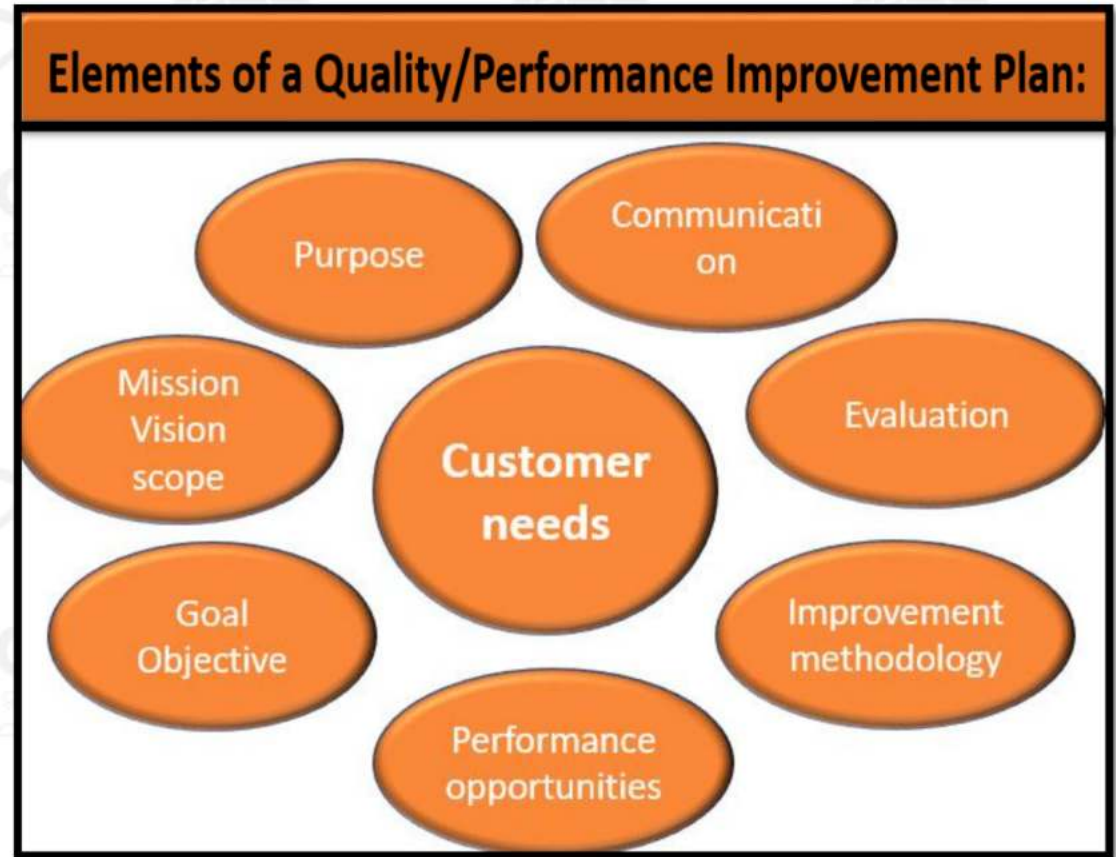 Elements of a Quality/Performance Improvement Plan:
Purpose
Communicati
on
Mission
Vision
scope
Customer
needs
Evaluation
Goal
Objective
Improvement
methodology
Performance
opportunities